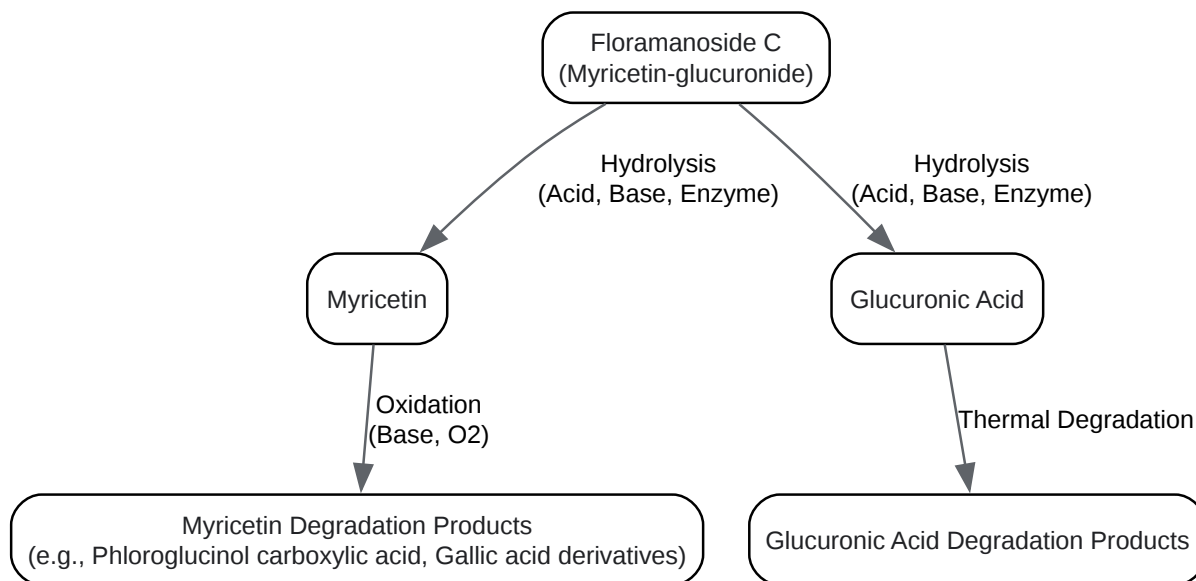 Floramanoside C
(Myricetin-glucuronide)
Hydrolysis
(Acid, Base, Enzyme)
Hydrolysis
(Acid, Base, Enzyme)
Myricetin
Glucuronic Acid
Oxidation
(Base, O2)
Thermal Degradation
Myricetin Degradation Products
(e.g., Phloroglucinol carboxylic acid, Gallic acid derivatives)
Glucuronic Acid Degradation Products